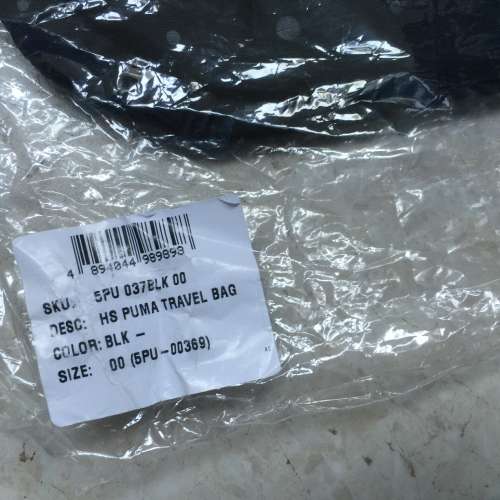 4 894044 989893
SKU: 5PU 037BLK 00
DESC: HS PUMA TRAVEL BAG
COLOR: BLK -
SIZE: 00 (5PU-00369)